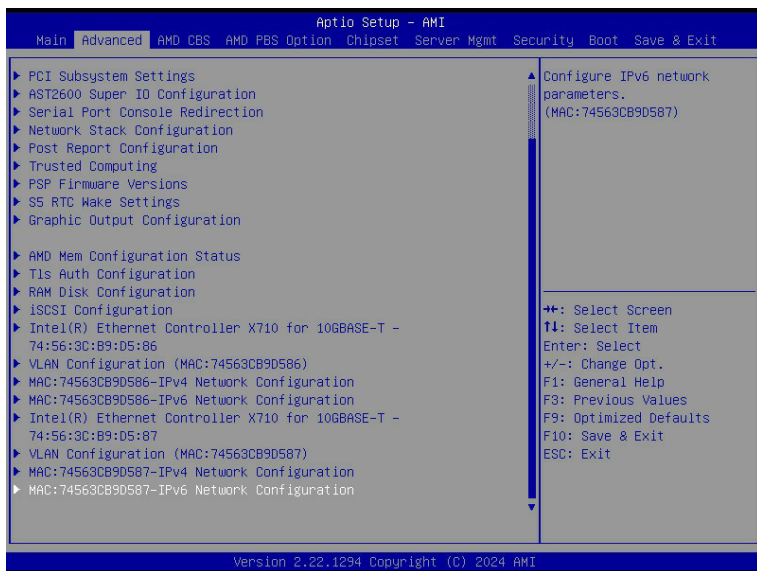 Aptio Setup - AMI
Main Advanced AMD CBS AMD PBS Option Chipset Server Mgmt Security Boot Save & Exit
PCI Subsystem Settings
AST2600 Super IO Configuration
Serial Port Console Redirection
Network Stack Configuration
Post Report Configuration
Trusted Computing
PSP Firmware Versions
S5 RTC Wake Settings
Graphic Output Configuration
AMD Mem Configuration Status
Tls Auth Configuration
RAM Disk Configuration
iSCSI Configuration
Intel(R) Ethernet Controller X710 for 10GBASE-T -
74:56:3C:B9:D5:86
VLAN Configuration (MAC:74563CB9D586)
MAC:74563CB9D586-IPv4 Network Configuration
MAC:74563CB9D586-IPv6 Network Configuration
Intel(R) Ethernet Controller X710 for 10GBASE-T -
74:56:3C:B9:D5:87
VLAN Configuration (MAC:74563CB9D587)
MAC:74563CB9D587-IPv4 Network Configuration
MAC:74563CB9D587-IPv6 Network Configuration
Configure IPv6 network
parameters.
(MAC:74563CB9D587)
→←: Select Screen
↑↓: Select Item
Enter: Select
+/-: Change Opt.
F1: General Help
F3: Previous Values
F9: Optimized Defaults
F10: Save & Exit
ESC: Exit
Version 2.22.1294 Copyright (C) 2024 AMI